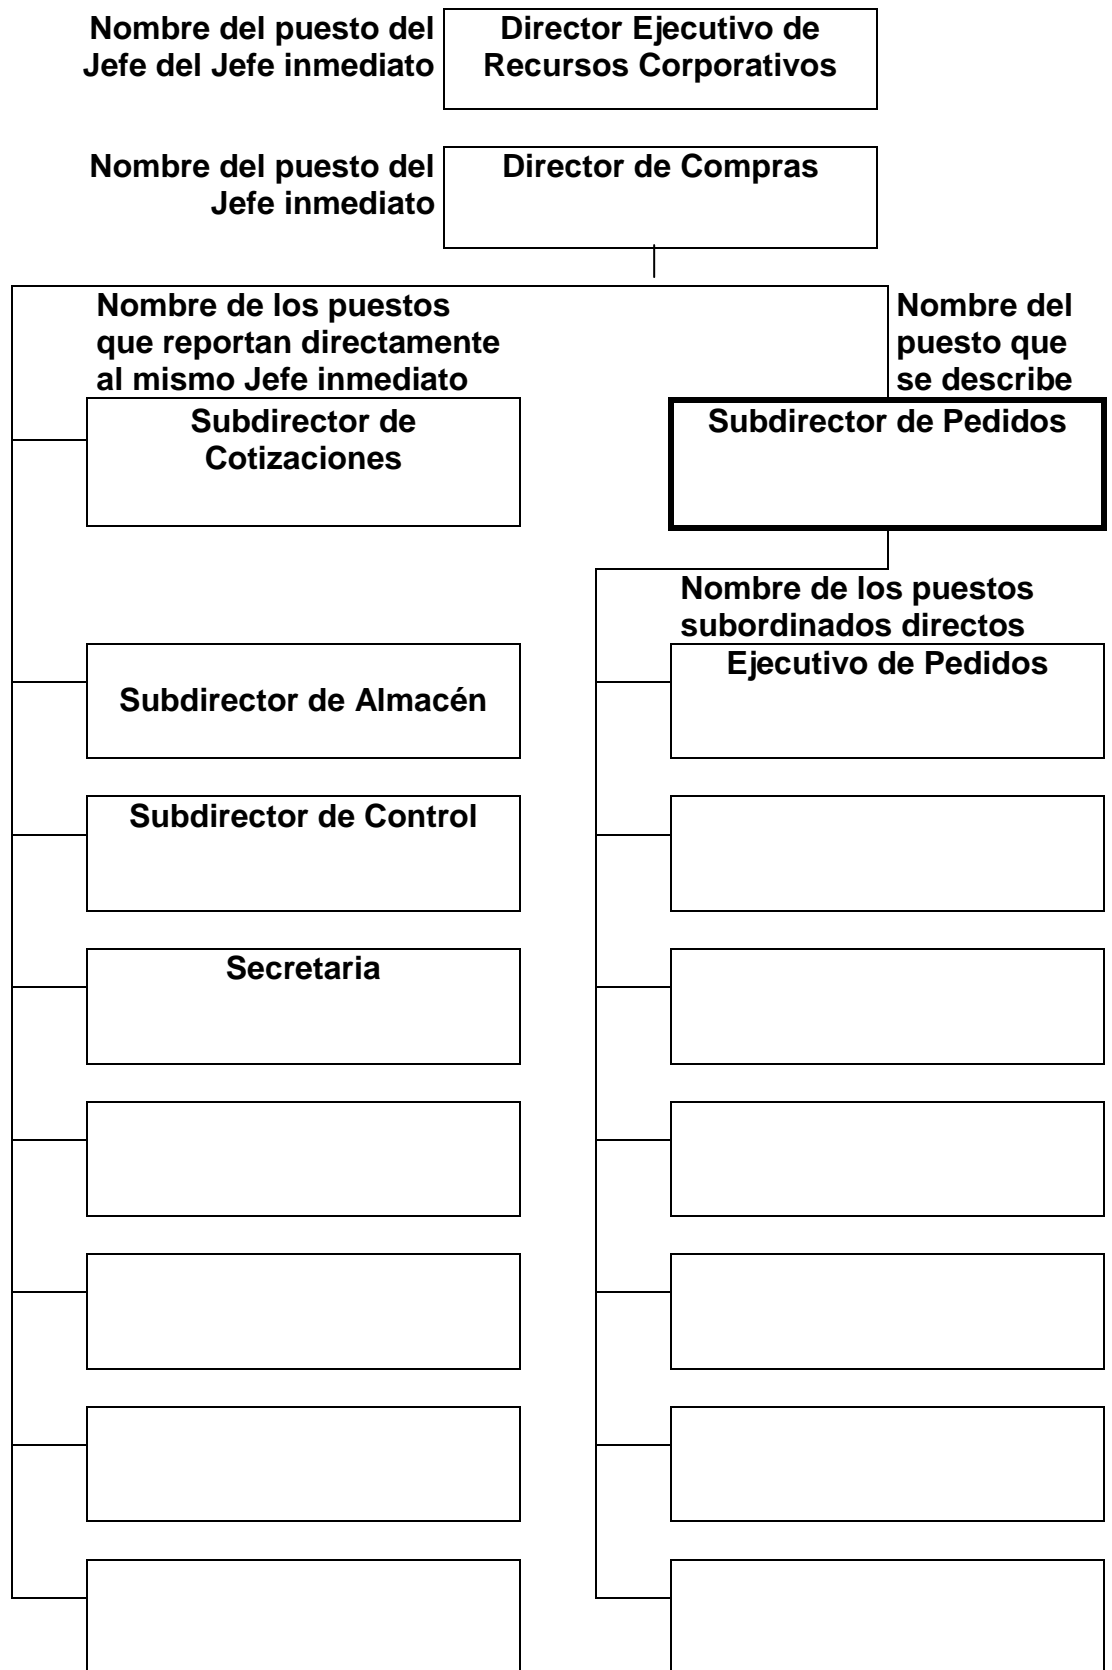 Nombre del puesto del
Jefe del Jefe inmediato
Director Ejecutivo de
Recursos Corporativos
Nombre del puesto del
Jefe inmediato
Director de Compras
Nombre de los puestos
que reportan directamente
al mismo Jefe inmediato
Nombre del
puesto que
se describe
Subdirector de
Cotizaciones
Subdirector de Pedidos
Nombre de los puestos
subordinados directos
Subdirector de Almacén
Ejecutivo de Pedidos
Subdirector de Control
Secretaria